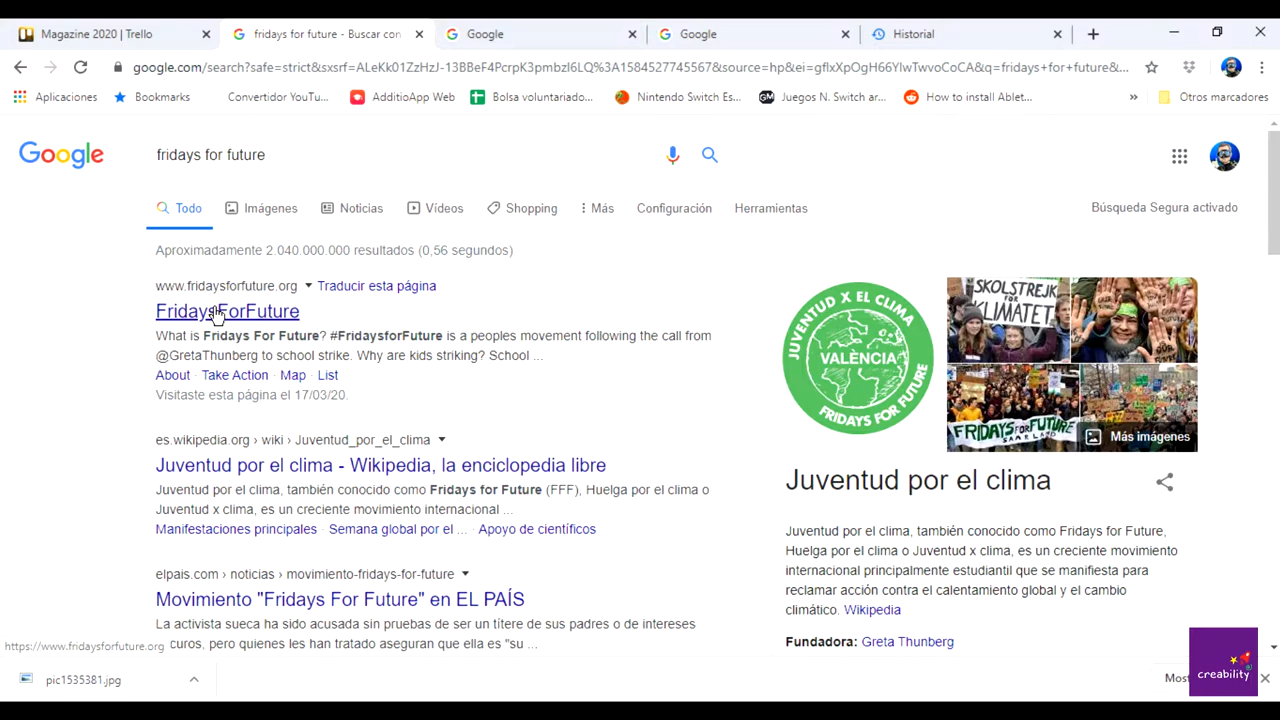 Magazine 2020 | Trello
fridays for future - Buscar con
Google
Google
Historial
google.com/search?safe=strict&sxsrf=ALeKk01ZzHzJ-13BBeF4PcrpK3pmbzl6LQ%3A1584527745567&source=hp&ei=gflxXpOgH66YlwTwvoCoCA&q=fridays+for+future&...
Aplicaciones
Bookmarks
Convertidor YouTu...
AdditioApp Web
Bolsa voluntariado...
Nintendo Switch Es...
Juegos N. Switch ar...
How to install Ablet...
»
Otros marcadores
Google
fridays for future
Todo
Imágenes
Noticias
Vídeos
Shopping
Más
Configuración
Herramientas
Búsqueda Segura activado
Aproximadamente 2.040.000.000 resultados (0,56 segundos)
www.fridaysforfuture.org Traducir esta página
FridaysForFuture
What is Fridays For Future? #FridaysforFuture is a peoples movement following the call from
@GretaThunberg to school strike. Why are kids striking? School ...
About · Take Action · Map · List
Visitaste esta página el 17/03/20.
es.wikipedia.org › wiki › Juventud_por_el_clima
Juventud por el clima - Wikipedia, la enciclopedia libre
Juventud por el clima, también conocido como Fridays for Future (FFF), Huelga por el clima o
Juventud x clima, es un creciente movimiento internacional ...
Manifestaciones principales · Semana global por el ... · Apoyo de científicos
elpais.com › noticias › movimiento-fridays-for-future
Movimiento "Fridays For Future" en EL PAÍS
La activista sueca ha sido acusada sin pruebas de ser un títere de sus padres o de intereses
curos, pero quienes les han tratado aseguran que ella es "su ...
https://www.fridaysforfuture.org
JUVENTUD X EL CLIMA
VALÈNCIA
FRIDAYS FOR FUTURE
SKOLSTREJK
FOR
KLIMATET
FRIDAYS FOR FUTURE
SAARLAND
Más imágenes
Juventud por el clima
Juventud por el clima, también conocido como Fridays for Future,
Huelga por el clima o Juventud x clima, es un creciente movimiento
internacional principalmente estudiantil que se manifiesta para
reclamar acción contra el calentamiento global y el cambio
climático. Wikipedia
Fundadora: Greta Thunberg
pic1535381.jpg
Most
creability